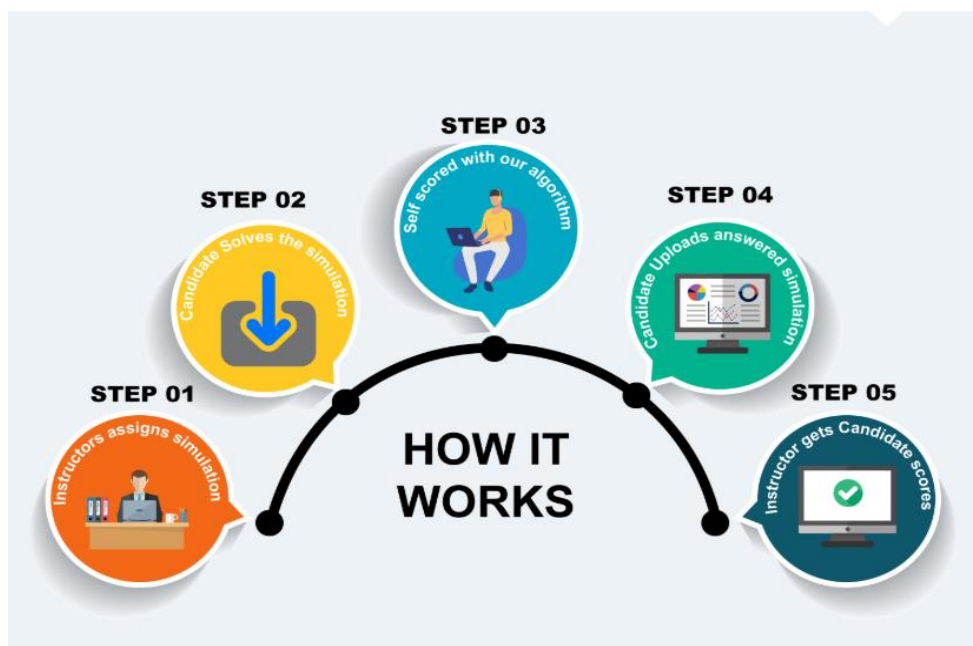 STEP 01
Instructors assigns simulation
STEP 02
Candidate Solves the simulation
STEP 03
Self scored with our algorithm
STEP 04
Candidate Uploads answered simulation
STEP 05
Instructor gets Candidate scores
HOW IT
WORKS